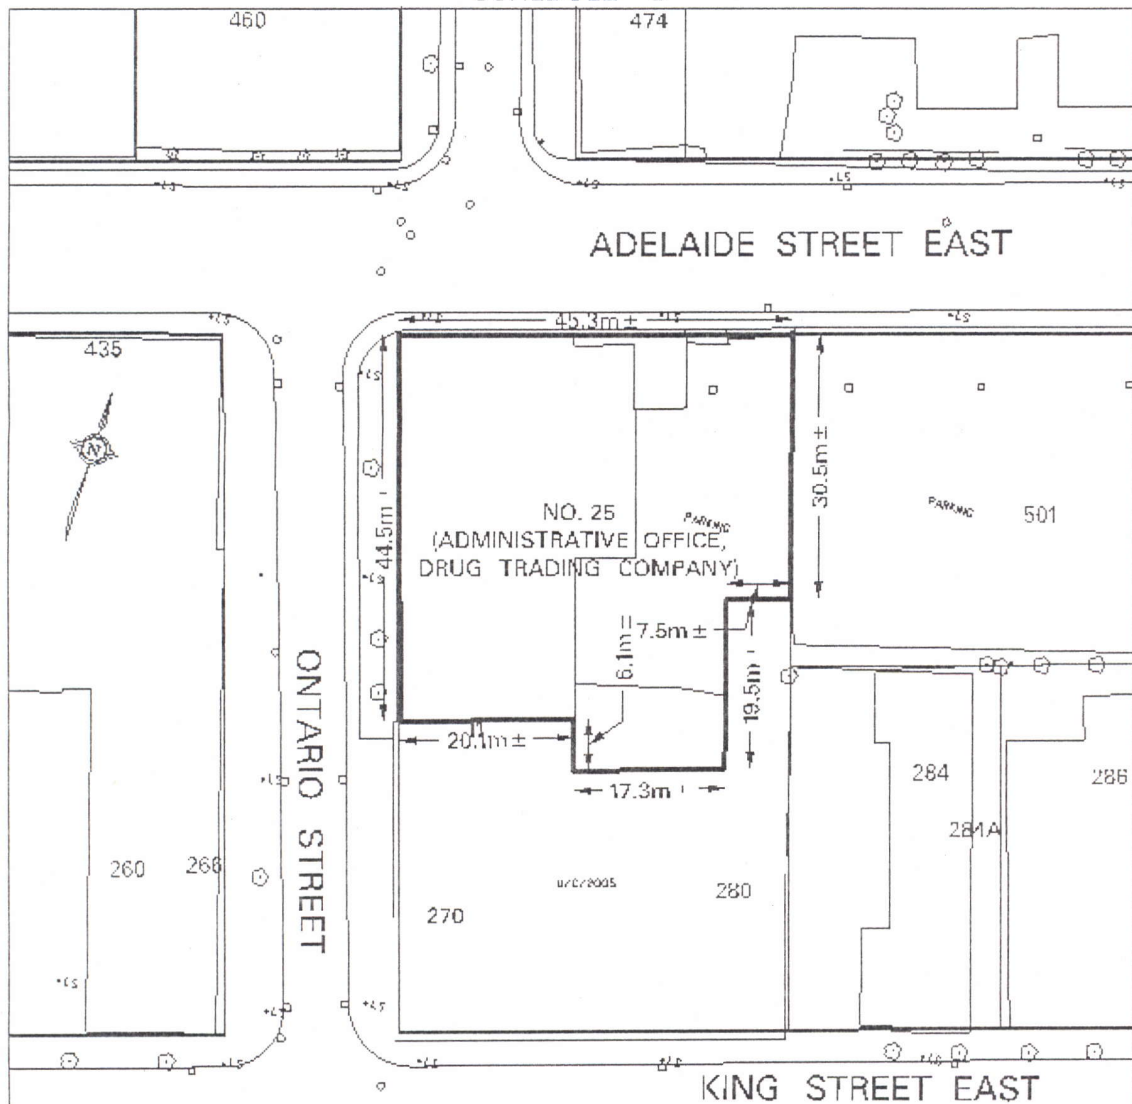 460
474
ADELAIDE STREET EAST
45.3m ±
435
N
44.5m ±
30.5m ±
NO. 25
(ADMINISTRATIVE OFFICE,
DRUG TRADING COMPANY)
PARKING
PARKING
501
7.5m ±
6.1m ±
19.5m ±
20.1m ±
17.3m ±
ONTARIO STREET
260
266
270
U/C/2005
280
284
284A
286
KING STREET EAST